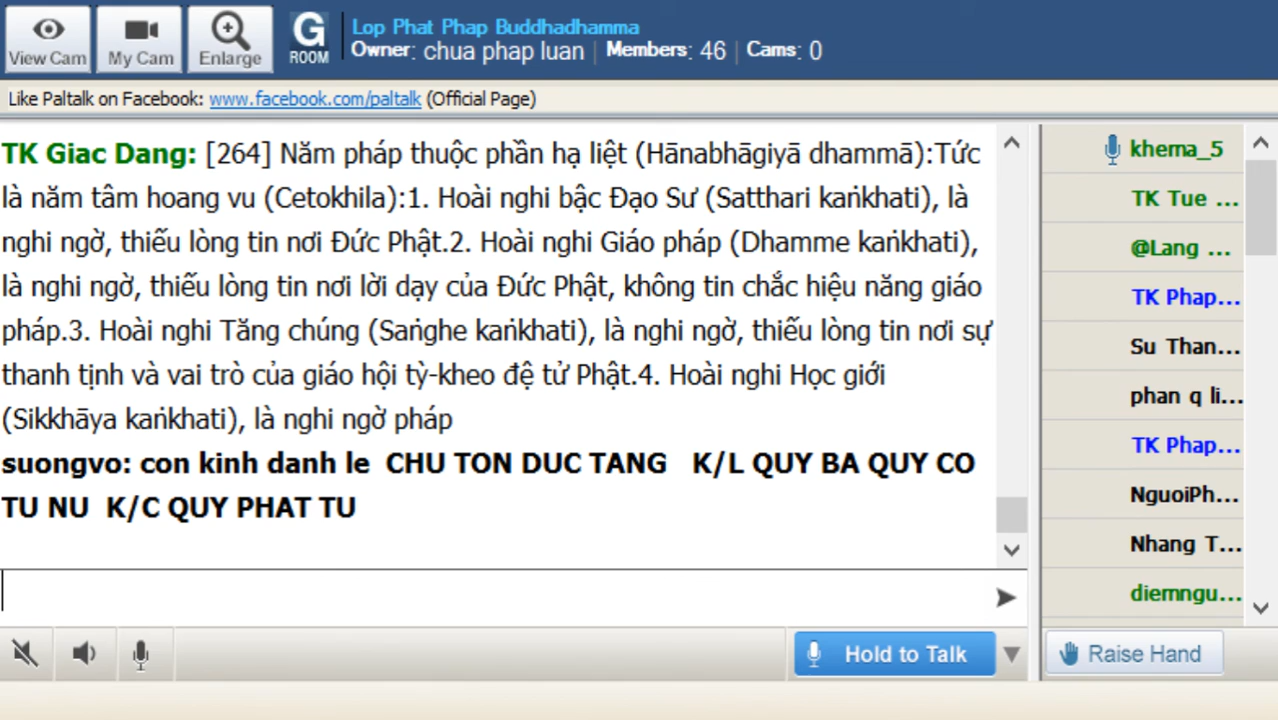 View Cam
My Cam
Enlarge
G
ROOM
Lop Phat Phap Buddhadhamma
Owner: chua phap luan | Members: 46 | Cams: 0
Like Paltalk on Facebook: www.facebook.com/paltalk (Official Page)
TK Giac Dang: [264] Năm pháp thuộc phần hạ liệt (Hānabhāgiyā dhammā):Tức
là năm tâm hoang vu (Cetokhila):1. Hoài nghi bậc Đạo Sư (Satthari kaṅkhati), là
nghi ngờ, thiếu lòng tin nơi Đức Phật.2. Hoài nghi Giáo pháp (Dhamme kaṅkhati),
là nghi ngờ, thiếu lòng tin nơi lời dạy của Đức Phật, không tin chắc hiệu năng giáo
pháp.3. Hoài nghi Tăng chúng (Saṅghe kaṅkhati), là nghi ngờ, thiếu lòng tin nơi sự
thanh tịnh và vai trò của giáo hội tỳ-kheo đệ tử Phật.4. Hoài nghi Học giới
(Sikkhāya kaṅkhati), là nghi ngờ pháp
suongvo: con kinh danh le CHU TON DUC TANG K/L QUY BA QUY CO
TU NU K/C QUY PHAT TU
khema_5
TK Tue ...
@Lang ...
TK Phap...
Su Than...
phan q li...
TK Phap...
NguoiPh...
Nhang T...
diemngu...
Hold to Talk
Raise Hand